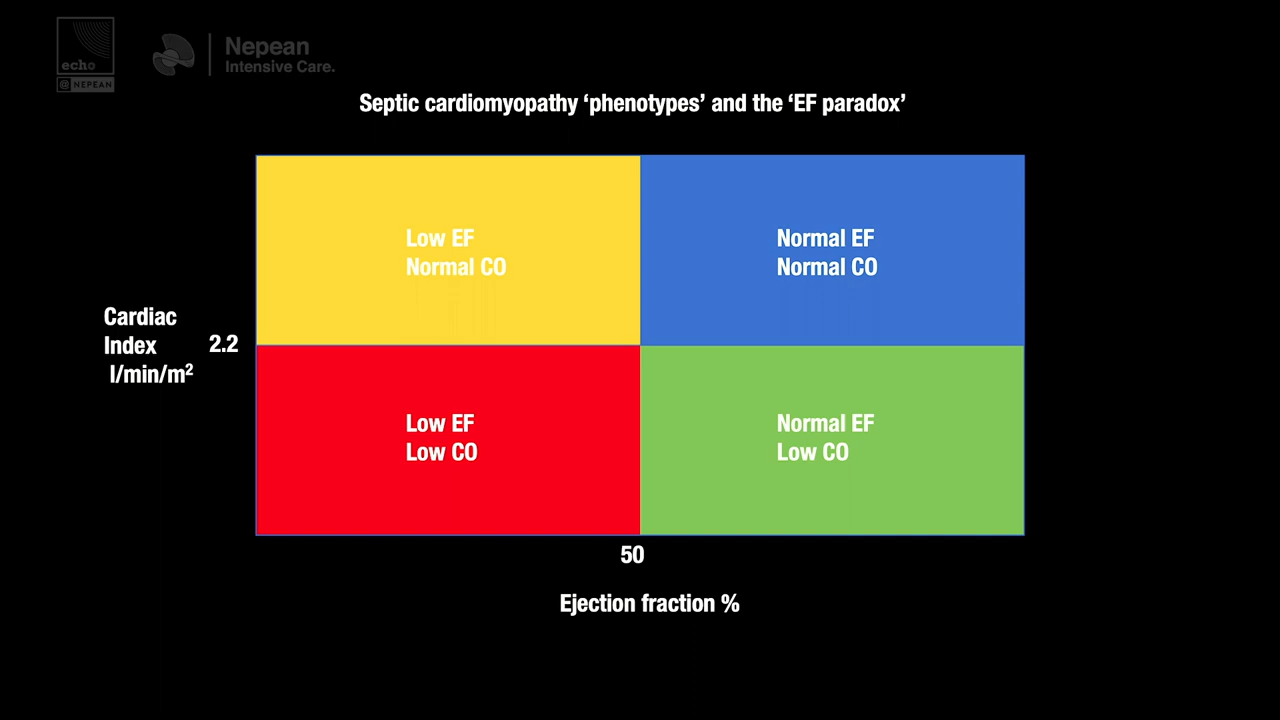 echo
@ NEPEAN
Nepean
Intensive Care.
Septic cardiomyopathy ‘phenotypes’ and the ‘EF paradox’
Low EF
Normal CO
Normal EF
Normal CO
Cardiac
Index
l/min/m²
2.2
Low EF
Low CO
Normal EF
Low CO
50
Ejection fraction %